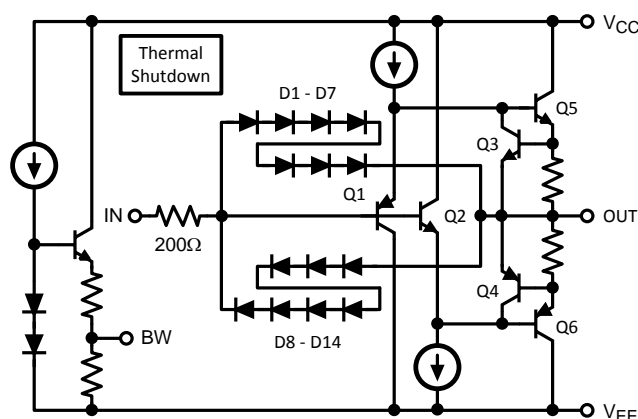 VCC
Thermal
Shutdown
D1 - D7
Q5
Q3
Q1
IN
200Ω
Q2
OUT
BW
Q4
Q6
D8 - D14
VEE